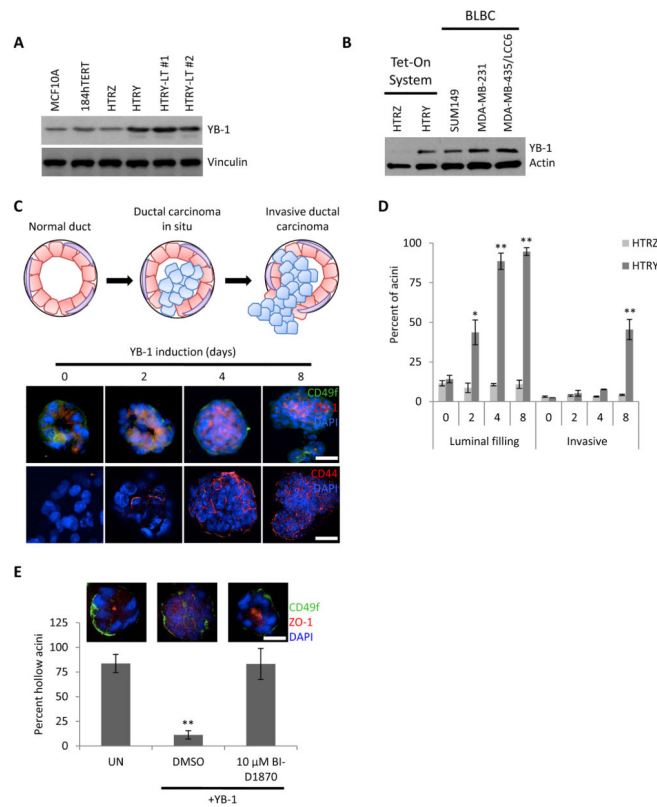 A
MCF10A
184hTERT
HTRZ
HTRY
HTRY-LT #1
HTRY-LT #2
YB-1
Vinculin
B
BLBC
Tet-On
System
HTRZ
HTRY
SUM149
MDA-MB-231
MDA-MB-435/LCC6
YB-1
Actin
C
Normal duct
Ductal carcinoma
in situ
Invasive ductal
carcinoma
YB-1 induction (days)
0 2 4 8
CD49f
ZO-1
DAPI
CD44
DAPI
D
100
75
50
25
0
Percent of acini
HTRZ
HTRY
* ** ** **
0 2 4 8 0 2 4 8
Luminal filling Invasive
E
CD49f
ZO-1
DAPI
125
100
75
50
25
0
Percent hollow acini
**
UN DMSO 10 µM BI-
D1870
+YB-1